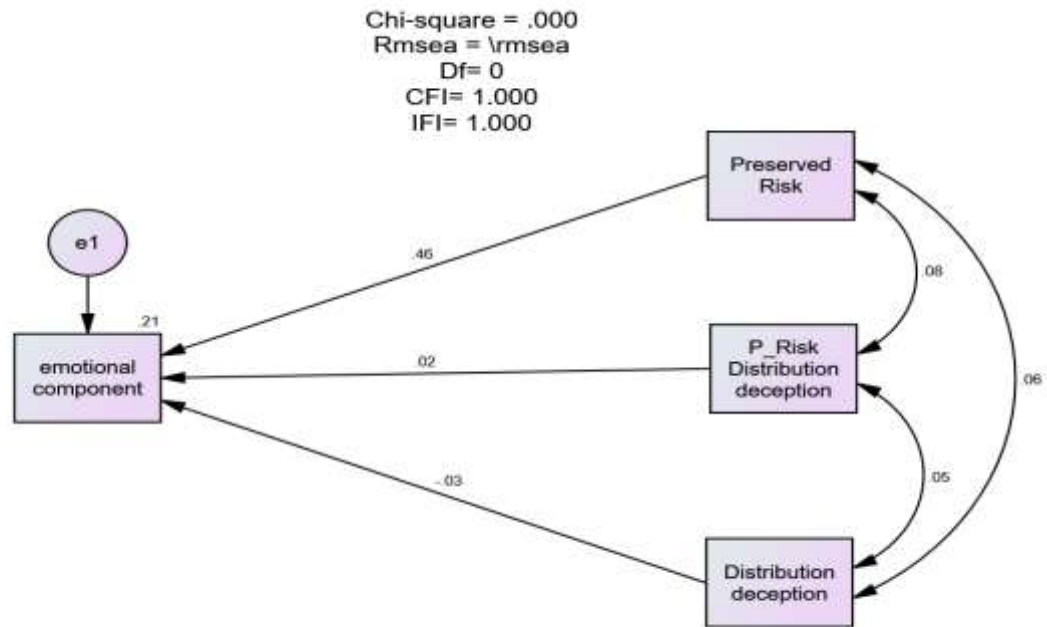 Chi-square = .000
Rmsea = \rmsea
Df= 0
CFI= 1.000
IFI= 1.000
Preserved
Risk
e1
.46
.08
.21
emotional
component
.02
P_Risk
Distribution
deception
.06
-.03
.05
Distribution
deception